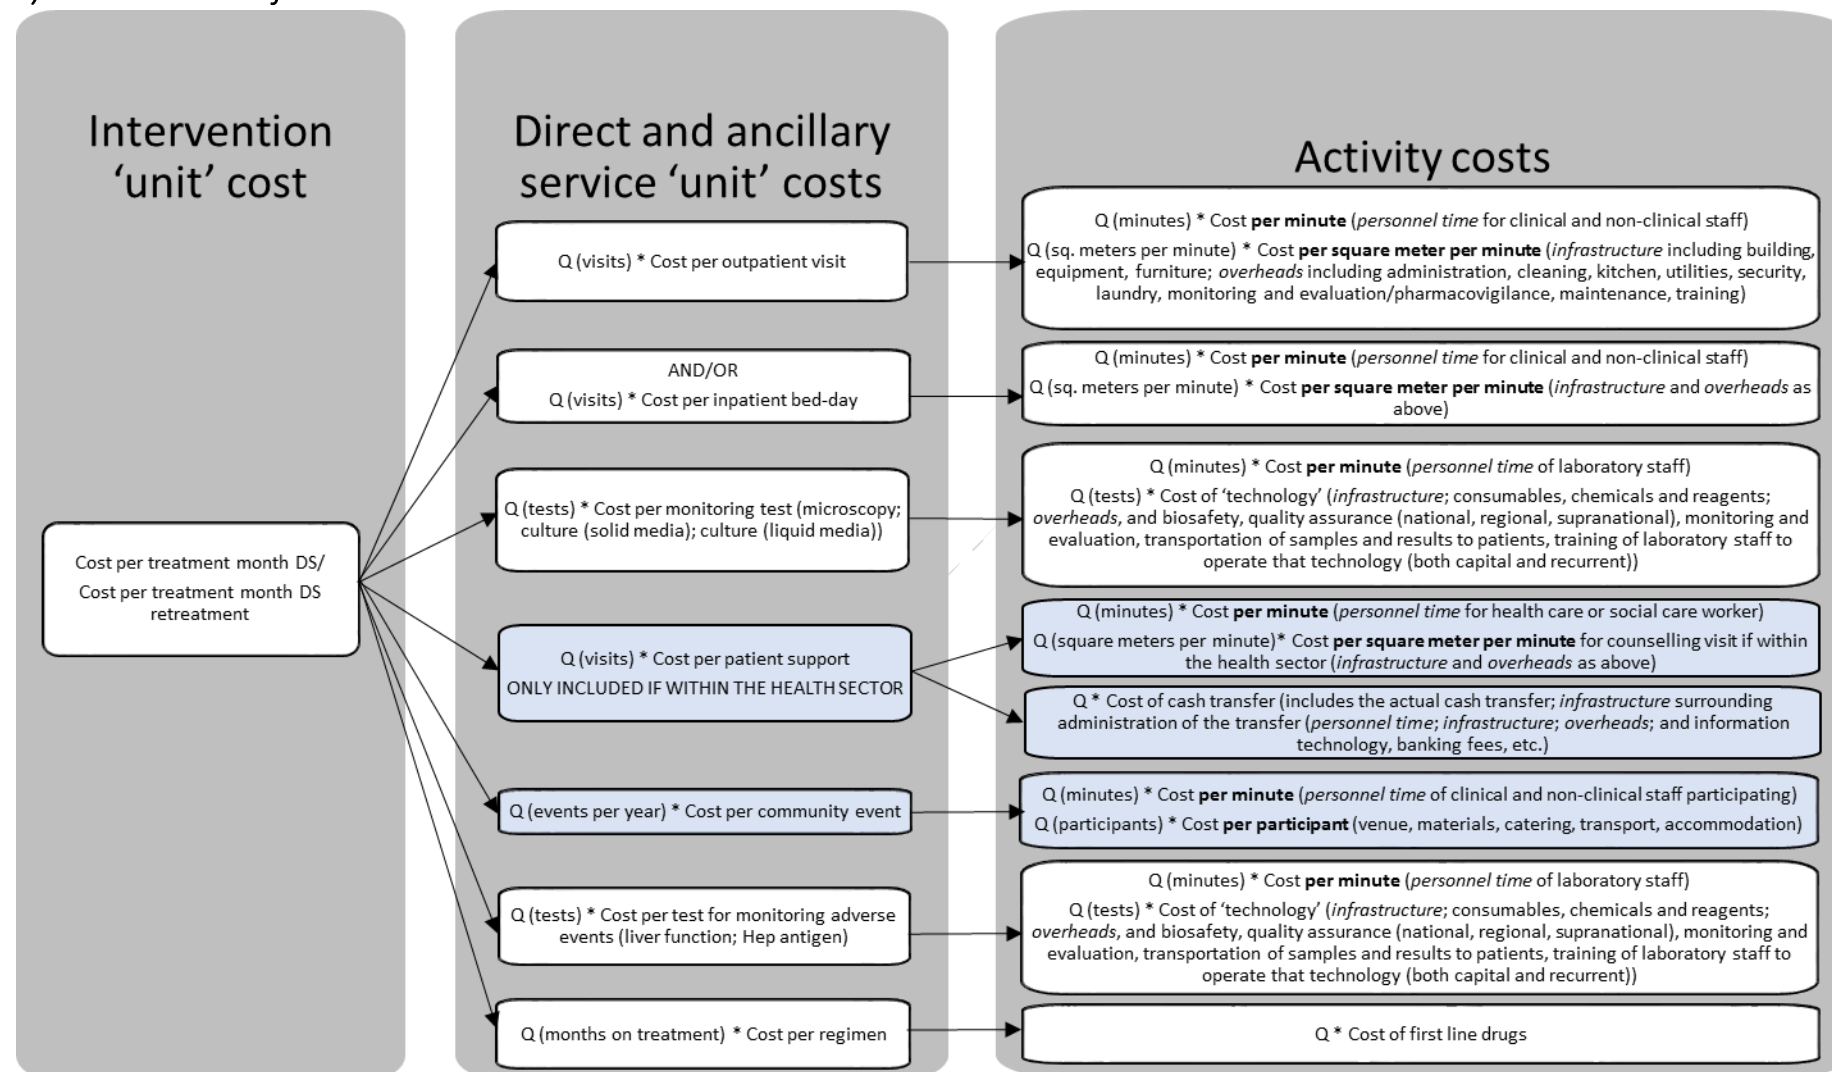 Intervention
‘unit’ cost
Direct and ancillary
service ‘unit’ costs
Activity costs
Cost per treatment month DS/
Cost per treatment month DS
retreatment
Q (visits) * Cost per outpatient visit
AND/OR
Q (visits) * Cost per inpatient bed-day
Q (tests) * Cost per monitoring test (microscopy;
culture (solid media); culture (liquid media))
Q (visits) * Cost per patient support
ONLY INCLUDED IF WITHIN THE HEALTH SECTOR
Q (events per year) * Cost per community event
Q (tests) * Cost per test for monitoring adverse
events (liver function; Hep antigen)
Q (months on treatment) * Cost per regimen
Q (minutes) * Cost per minute (personnel time for clinical and non-clinical staff)
Q (sq. meters per minute) * Cost per square meter per minute (infrastructure including building,
equipment, furniture; overheads including administration, cleaning, kitchen, utilities, security,
laundry, monitoring and evaluation/pharmacovigilance, maintenance, training)
Q (minutes) * Cost per minute (personnel time for clinical and non-clinical staff)
Q (sq. meters per minute) * Cost per square meter per minute (infrastructure and overheads as
above)
Q (minutes) * Cost per minute (personnel time of laboratory staff)
Q (tests) * Cost of ‘technology’ (infrastructure; consumables, chemicals and reagents;
overheads, and biosafety, quality assurance (national, regional, supranational), monitoring and
evaluation, transportation of samples and results to patients, training of laboratory staff to
operate that technology (both capital and recurrent))
Q (minutes) * Cost per minute (personnel time for health care or social care worker)
Q (square meters per minute)* Cost per square meter per minute for counselling visit if within
the health sector (infrastructure and overheads as above)
Q * Cost of cash transfer (includes the actual cash transfer; infrastructure surrounding
administration of the transfer (personnel time; infrastructure; overheads; and information
technology, banking fees, etc.)
Q (minutes) * Cost per minute (personnel time of clinical and non-clinical staff participating)
Q (participants) * Cost per participant (venue, materials, catering, transport, accommodation)
Q (minutes) * Cost per minute (personnel time of laboratory staff)
Q (tests) * Cost of ‘technology’ (infrastructure; consumables, chemicals and reagents;
overheads, and biosafety, quality assurance (national, regional, supranational), monitoring and
evaluation, transportation of samples and results to patients, training of laboratory staff to
operate that technology (both capital and recurrent))
Q * Cost of first line drugs